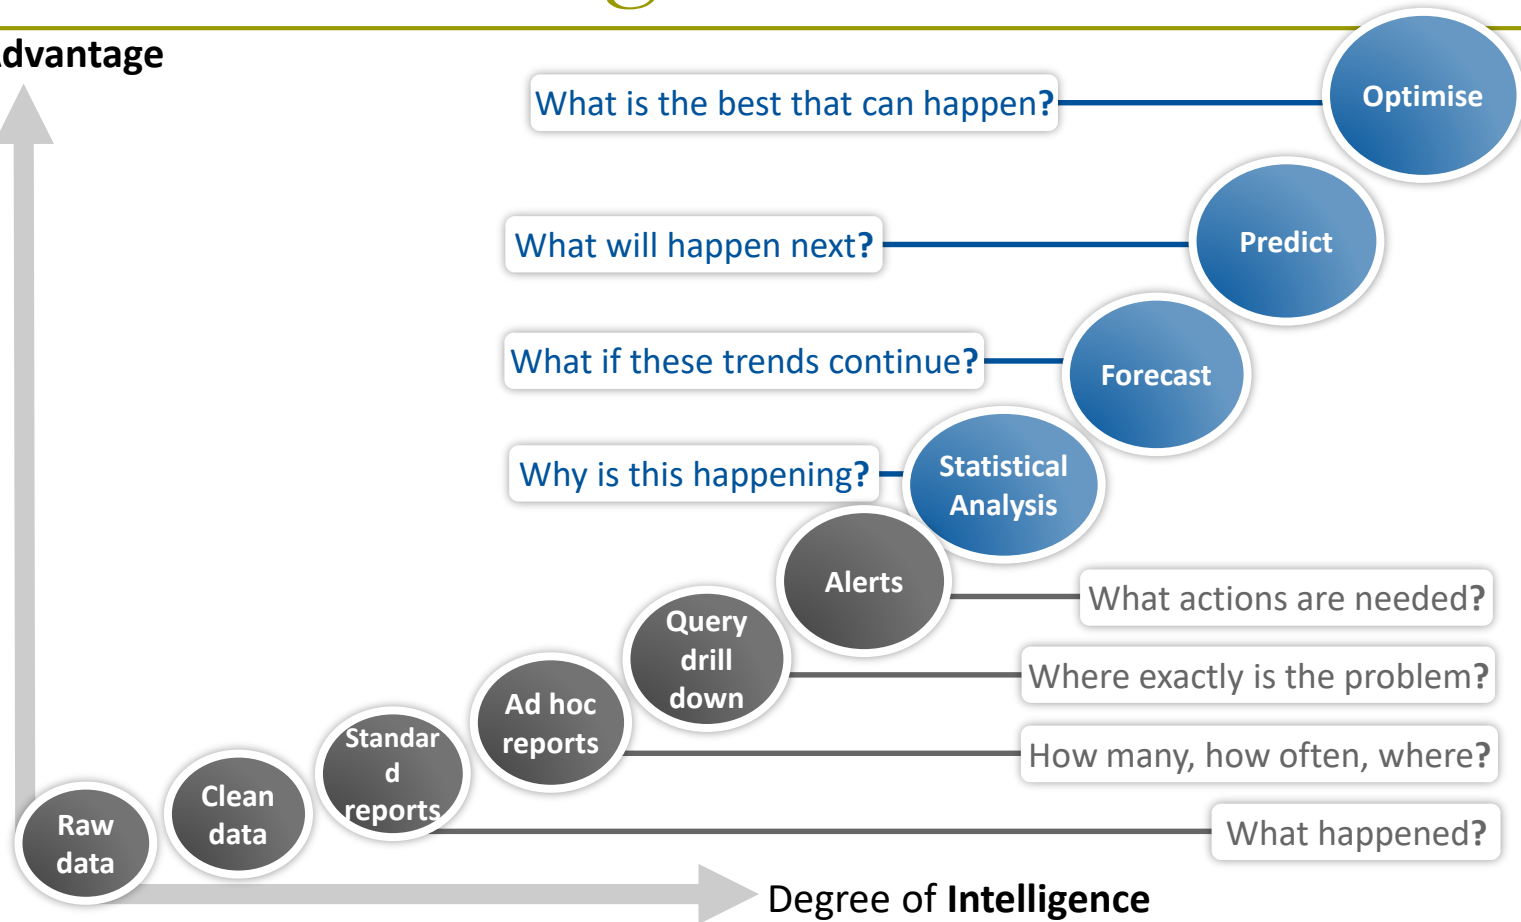 What is the best that can happen?
Optimise
What will happen next?
Predict
What if these trends continue?
Forecast
Why is this happening?
Statistical
Analysis
Alerts
What actions are needed?
Query
drill
down
Where exactly is the problem?
Ad hoc
reports
How many, how often, where?
Standar
d
reports
What happened?
Clean
data
Raw
data
Degree of Intelligence